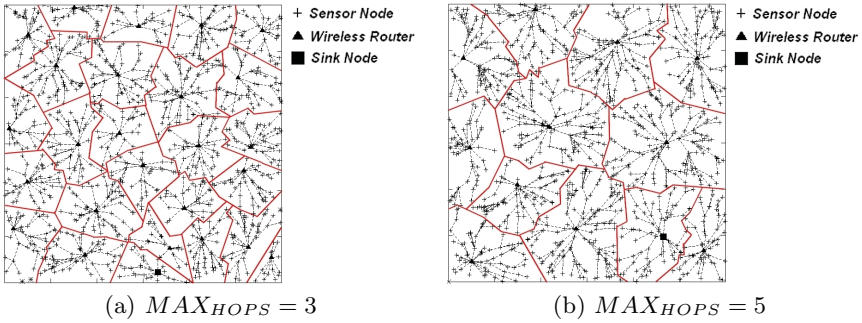 Sensor Node
Wireless Router
Sink Node
Sensor Node
Wireless Router
Sink Node
(a) MAX_HOPS = 3
(b) MAX_HOPS = 5